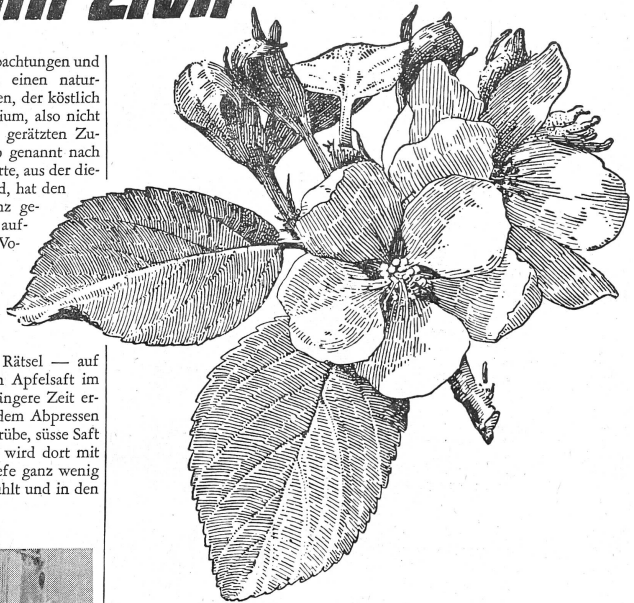 achtungen und
einen natur-
en, der köstlich
ium, also nicht
gerätzten Zu-
genannt nach
rte, aus der die-
d, hat den
nz ge-
auf-
Vo-
Rätsel — auf
Apfelsaft im
ängere Zeit er-
dem Abpressen
rübe, süsse Saft
wird dort mit
efe ganz wenig
hlt und in den